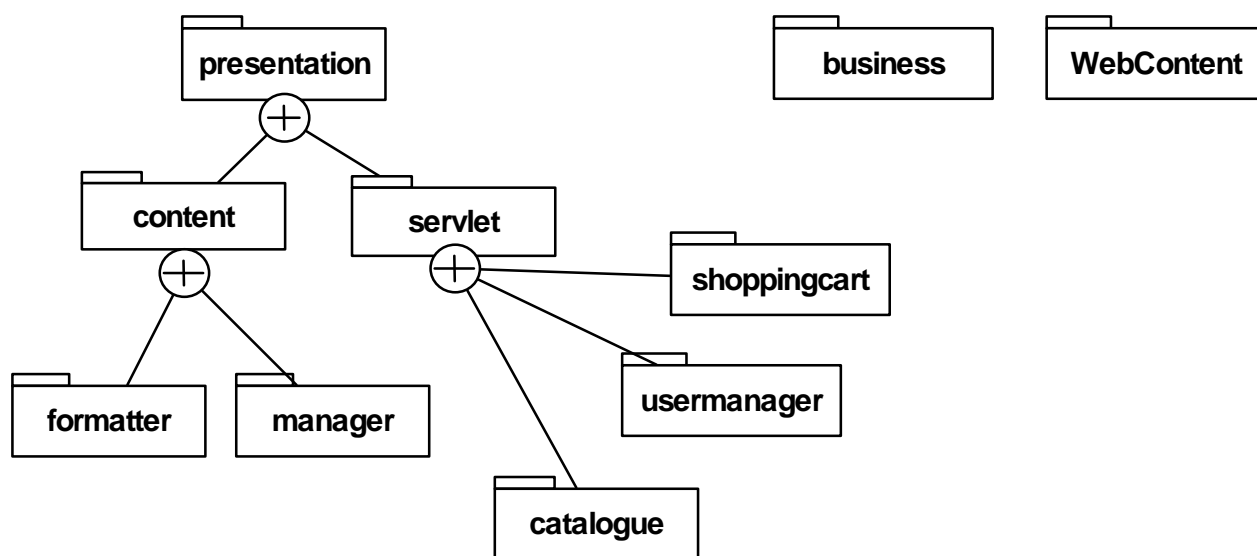 presentation
business
WebContent
content
servlet
shoppingcart
usermanager
formatter
manager
catalogue